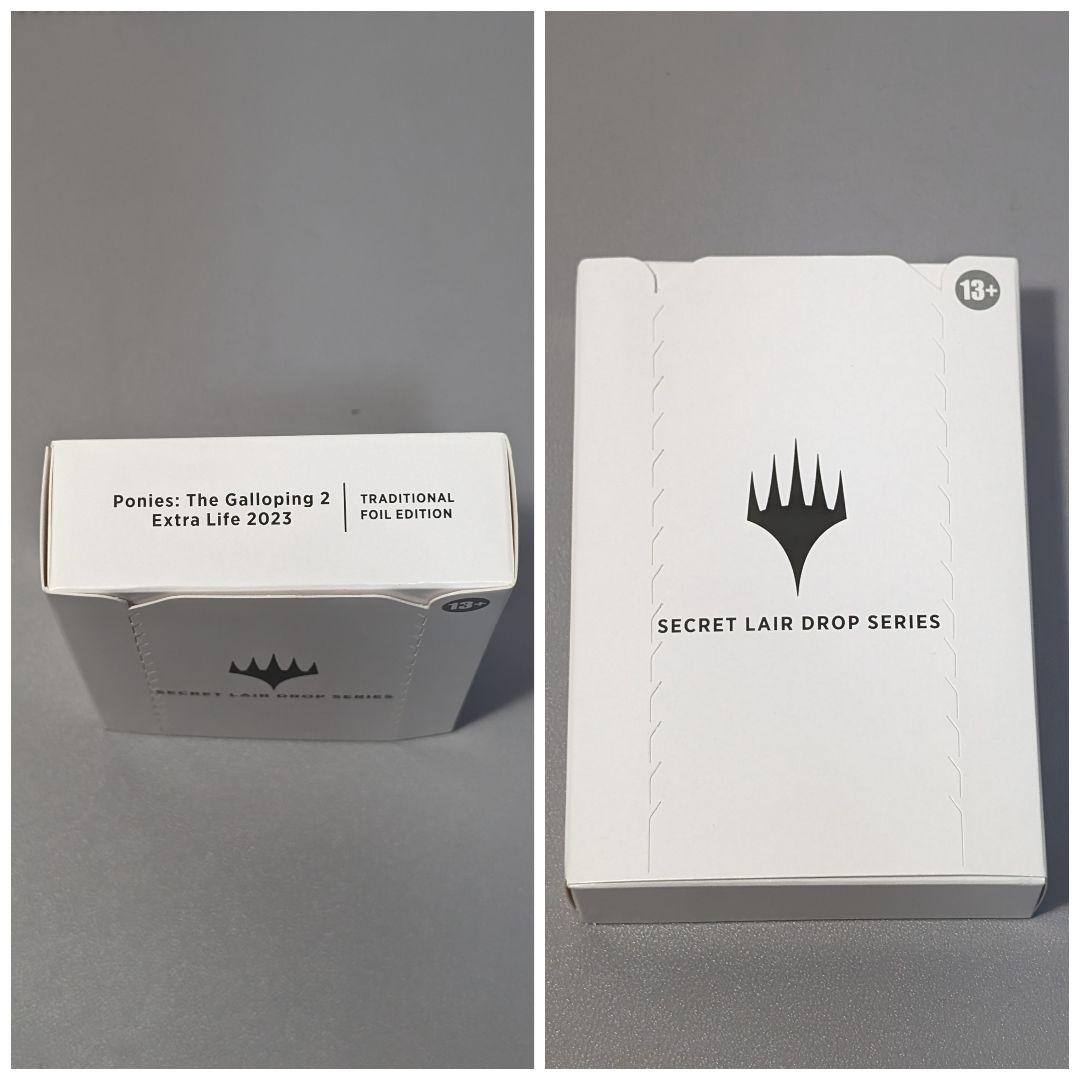 Ponies: The Galloping 2
Extra Life 2023
TRADITIONAL
FOIL EDITION
13+
SECRET LAIR DROP SERIES
13+
SECRET LAIR DROP SERIES